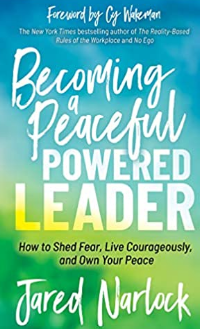 Foreword by Cy Wakeman
The New York Times bestselling author of The Reality-Based
Rules of the Workplace and No Ego
Becoming
a
Peaceful
POWERED
LEADER
How to Shed Fear, Live Courageously,
and Own Your Peace
Jared Narlock